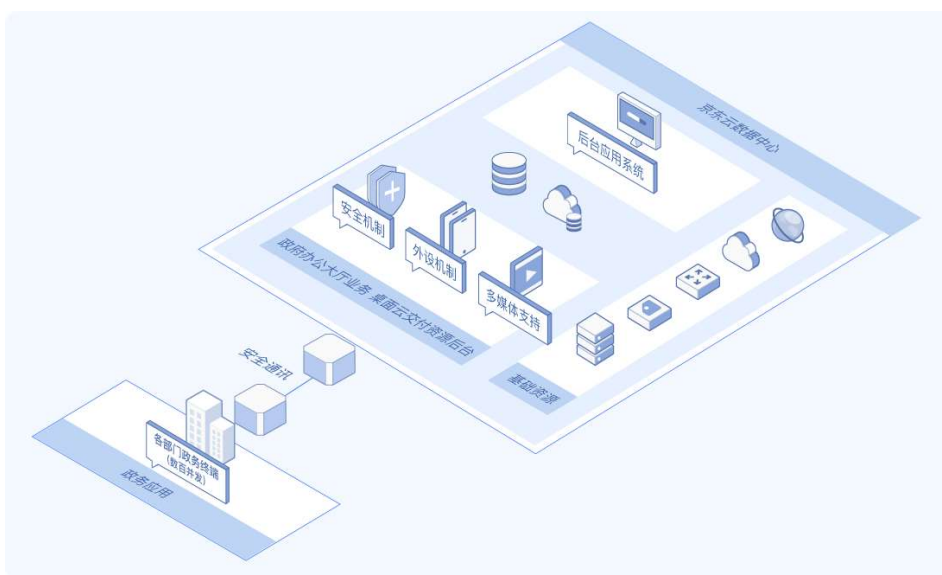 京东云数据中心
后台应用系统
安全机制
外设机制
多媒体支持
政府办公大厅业务 桌面云交付资源后台
基础资源
安全通讯
各部门政务终端
(数百并发)
政务应用